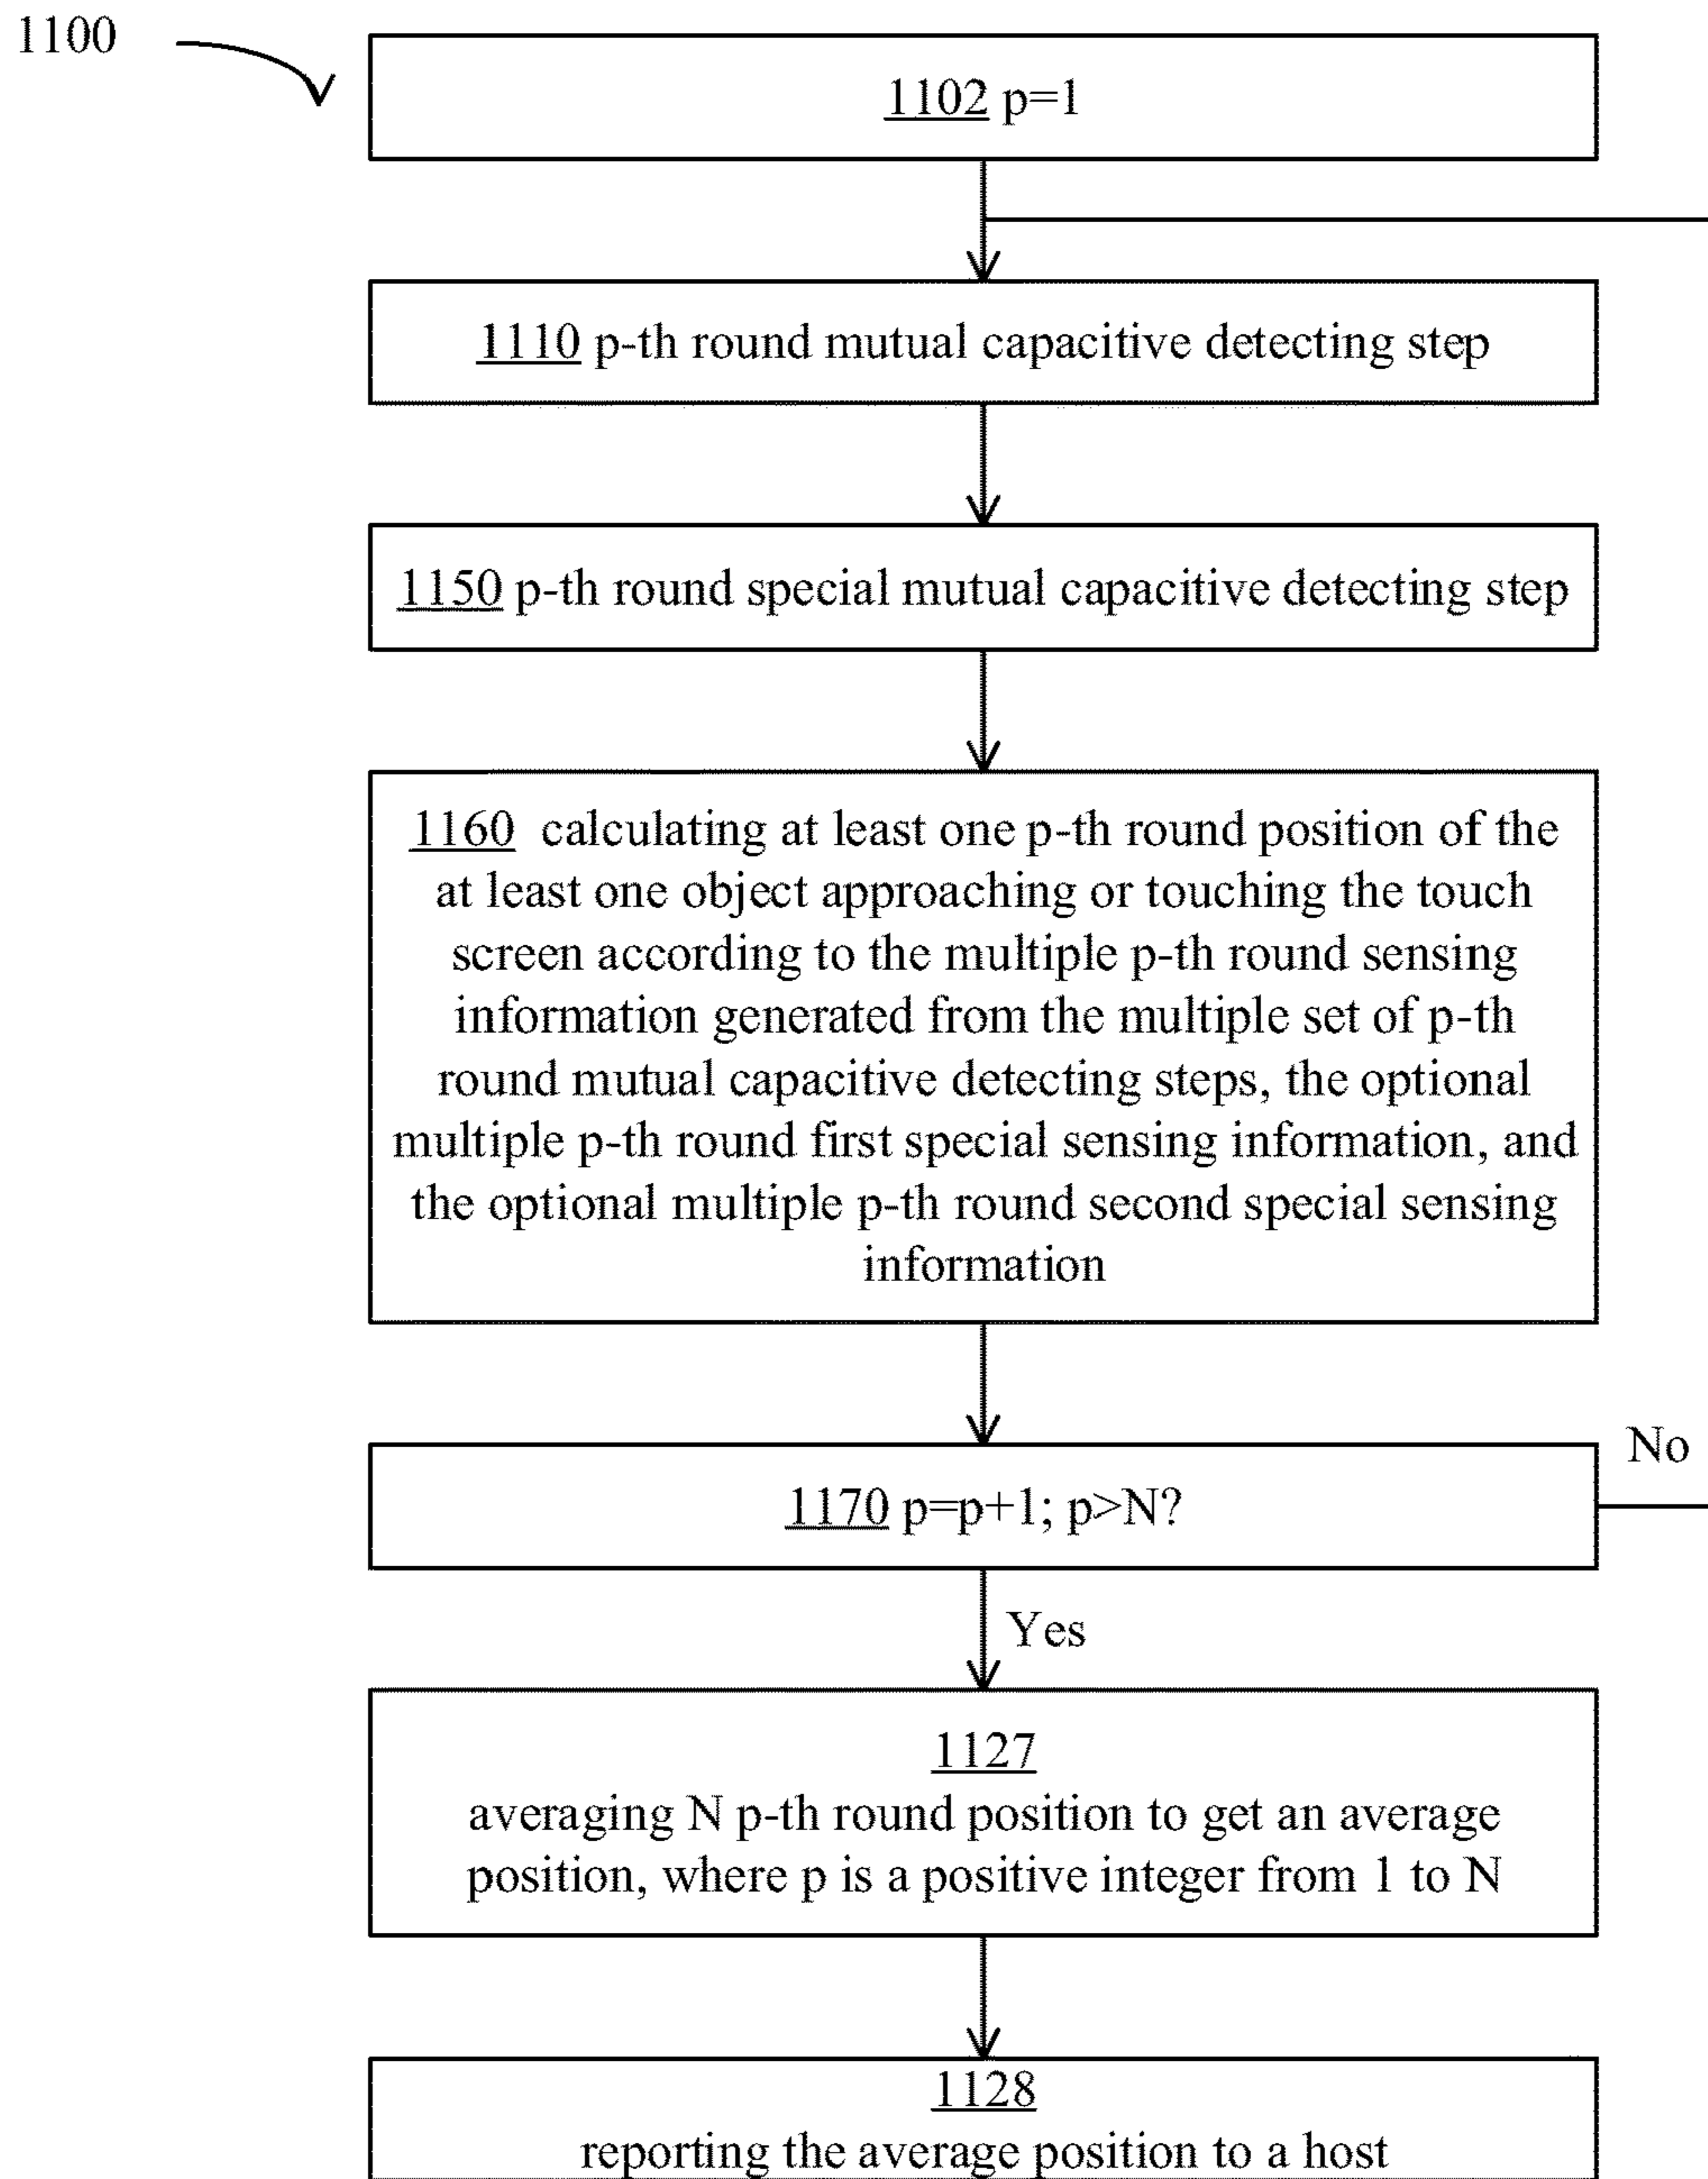 1100
1102 p=1
1110 p-th round mutual capacitive detecting step
1150 p-th round special mutual capacitive detecting step
1160 calculating at least one p-th round position of the
at least one object approaching or touching the touch
screen according to the multiple p-th round sensing
information generated from the multiple set of p-th
round mutual capacitive detecting steps, the optional
multiple p-th round first special sensing information, and
the optional multiple p-th round second special sensing
information
No
1170 p=p+1; p>N?
Yes
1127
averaging N p-th round position to get an average
position, where p is a positive integer from 1 to N
1128
reporting the average position to a host